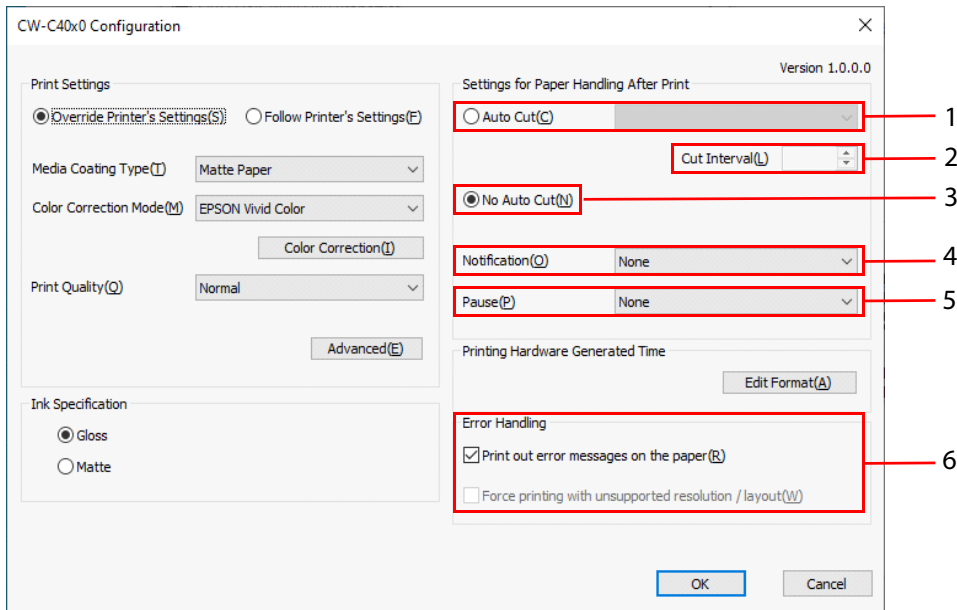 CW-C40x0 Configuration
Version 1.0.0.0
Print Settings
Override Printer's Settings(S) Follow Printer's Settings(F)
Media Coating Type(T) Matte Paper
Color Correction Mode(M) EPSON Vivid Color
Color Correction(I)
Print Quality(Q) Normal
Advanced(E)
Ink Specification
Gloss
Matte
Settings for Paper Handling After Print
Auto Cut(C) 1
Cut Interval(L) 2
No Auto Cut(N) 3
Notification(O) None 4
Pause(P) None 5
Printing Hardware Generated Time
Edit Format(A)
Error Handling
Print out error messages on the paper(R)
6
Force printing with unsupported resolution / layout(W)
OK Cancel